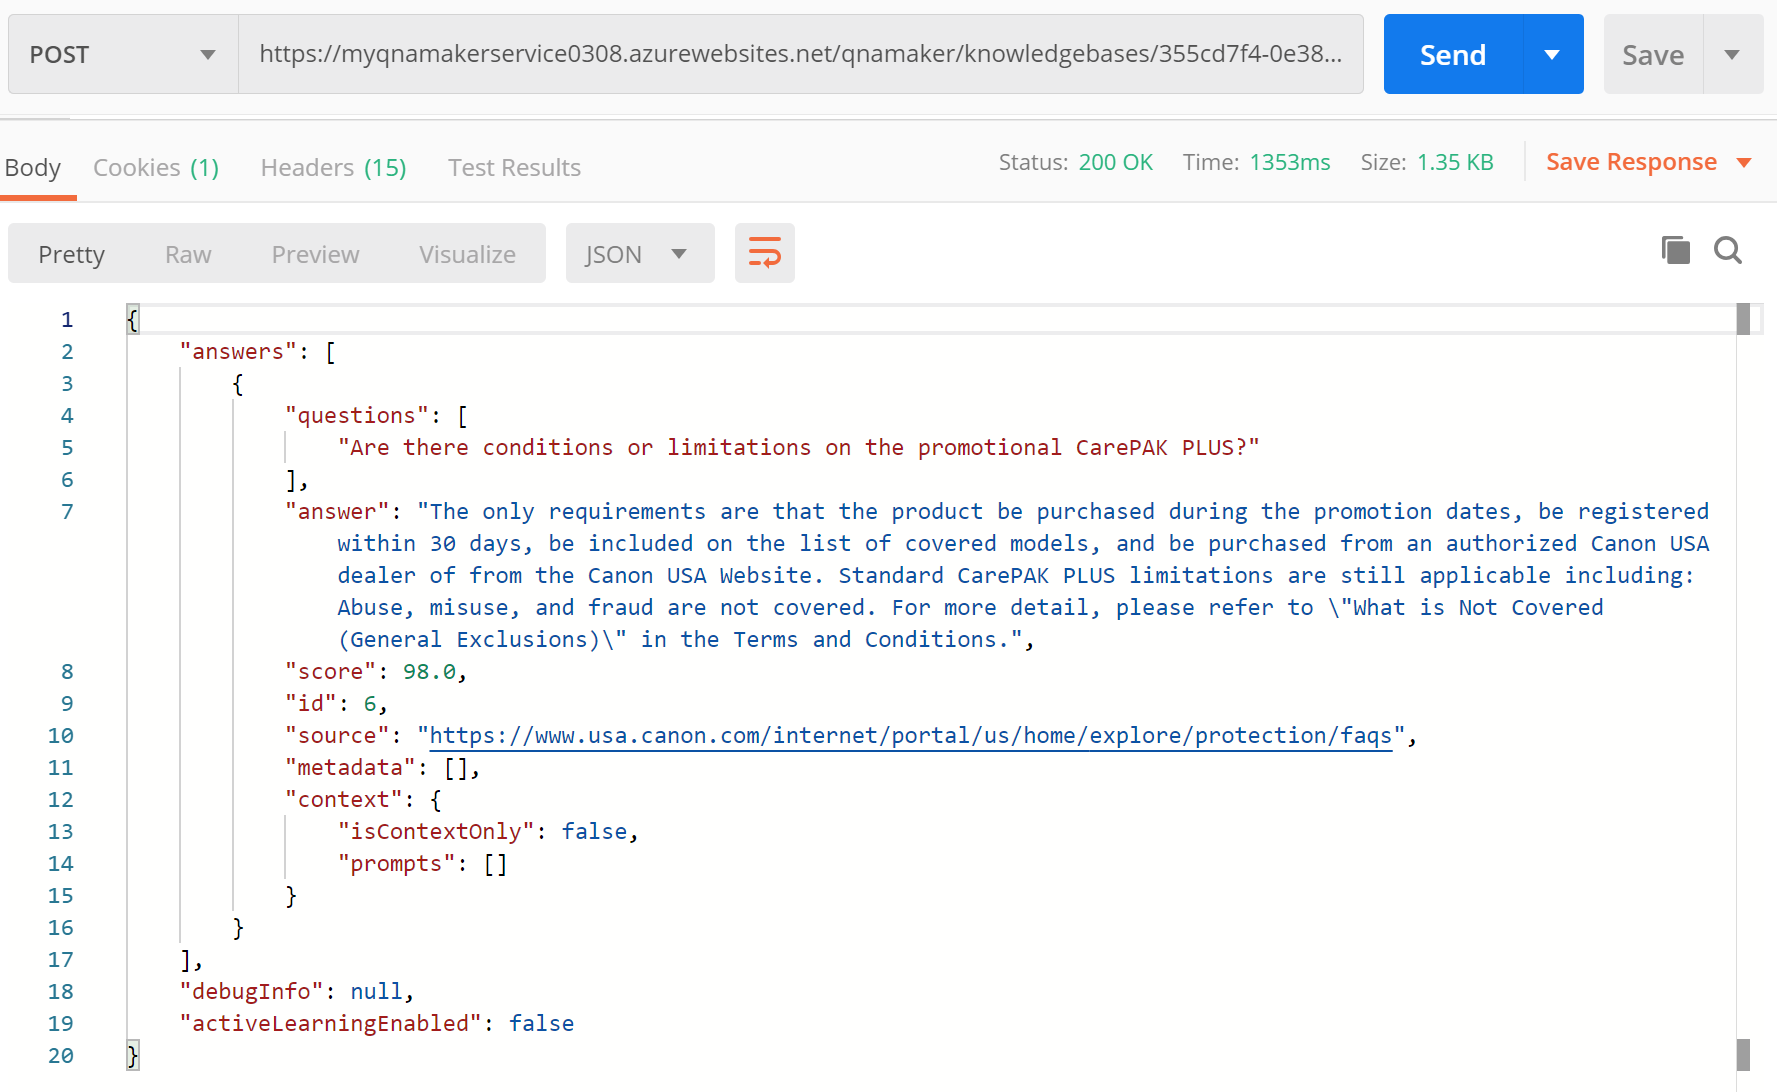 POST https://myqnamakerservice0308.azurewebsites.net/qnamaker/knowledgebases/355cd7f4-0e38... Send Save
Body Cookies (1) Headers (15) Test Results Status: 200 OK Time: 1353ms Size: 1.35 KB Save Response
Pretty Raw Preview Visualize JSON
1 {
2 "answers": [
3 {
4 "questions": [
5 "Are there conditions or limitations on the promotional CarePAK PLUS?"
6 ],
7 "answer": "The only requirements are that the product be purchased during the promotion dates, be registered
within 30 days, be included on the list of covered models, and be purchased from an authorized Canon USA
dealer of from the Canon USA Website. Standard CarePAK PLUS limitations are still applicable including:
Abuse, misuse, and fraud are not covered. For more detail, please refer to \"What is Not Covered
(General Exclusions)\" in the Terms and Conditions.",
8 "score": 98.0,
9 "id": 6,
10 "source": "https://www.usa.canon.com/internet/portal/us/home/explore/protection/faqs",
11 "metadata": [],
12 "context": {
13 "isContextOnly": false,
14 "prompts": []
15 }
16 }
17 ],
18 "debugInfo": null,
19 "activeLearningEnabled": false
20 }